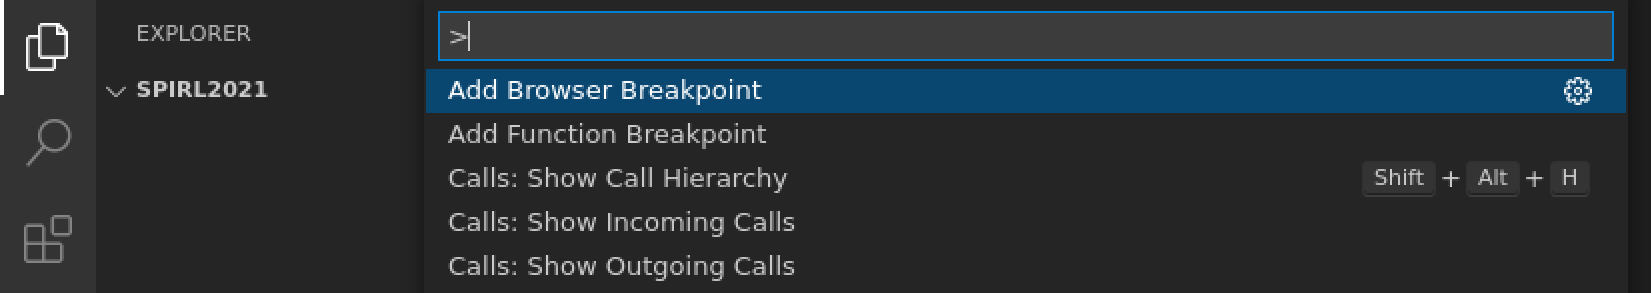 EXPLORER
SPIRL2021
>
Add Browser Breakpoint
Add Function Breakpoint
Calls: Show Call Hierarchy Shift + Alt + H
Calls: Show Incoming Calls
Calls: Show Outgoing Calls